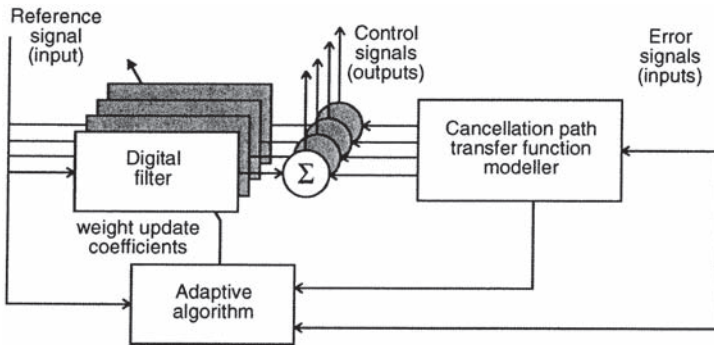 Reference
signal
(input)
Control
signals
(outputs)
Error
signals
(inputs)
Digital
filter
Σ
Cancellation path
transfer function
modeller
weight update
coefficients
Adaptive
algorithm